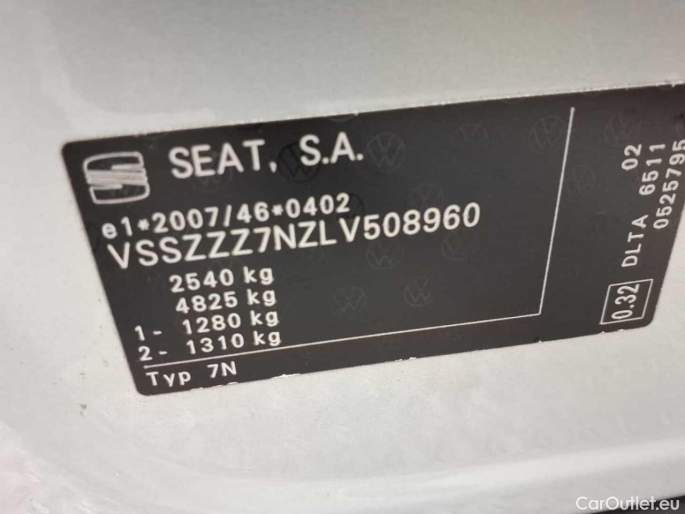 SEAT, S.A.
e1*2007/46*0402
VSSZZZ7NZLV508960
2540 kg
4825 kg
1- 1280 kg
2- 1310 kg
Typ 7N
02
DLTA 6511
0525795
0.32
CarOutlet.eu